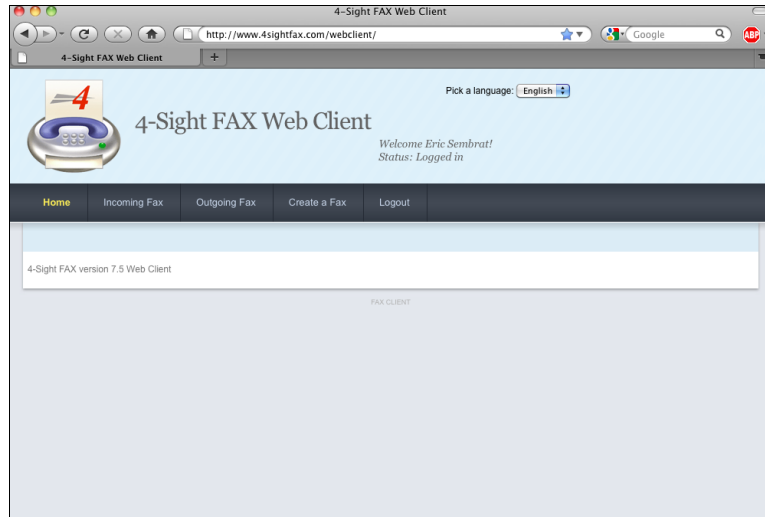 4-Sight FAX Web Client
http://www.4sightfax.com/webclient/
Google
ABP
4-Sight FAX Web Client
+
4
Pick a language: English
4-Sight FAX Web Client
Welcome Eric Sembrat!
Status: Logged in
Home Incoming Fax Outgoing Fax Create a Fax Logout
4-Sight FAX version 7.5 Web Client
FAX CLIENT